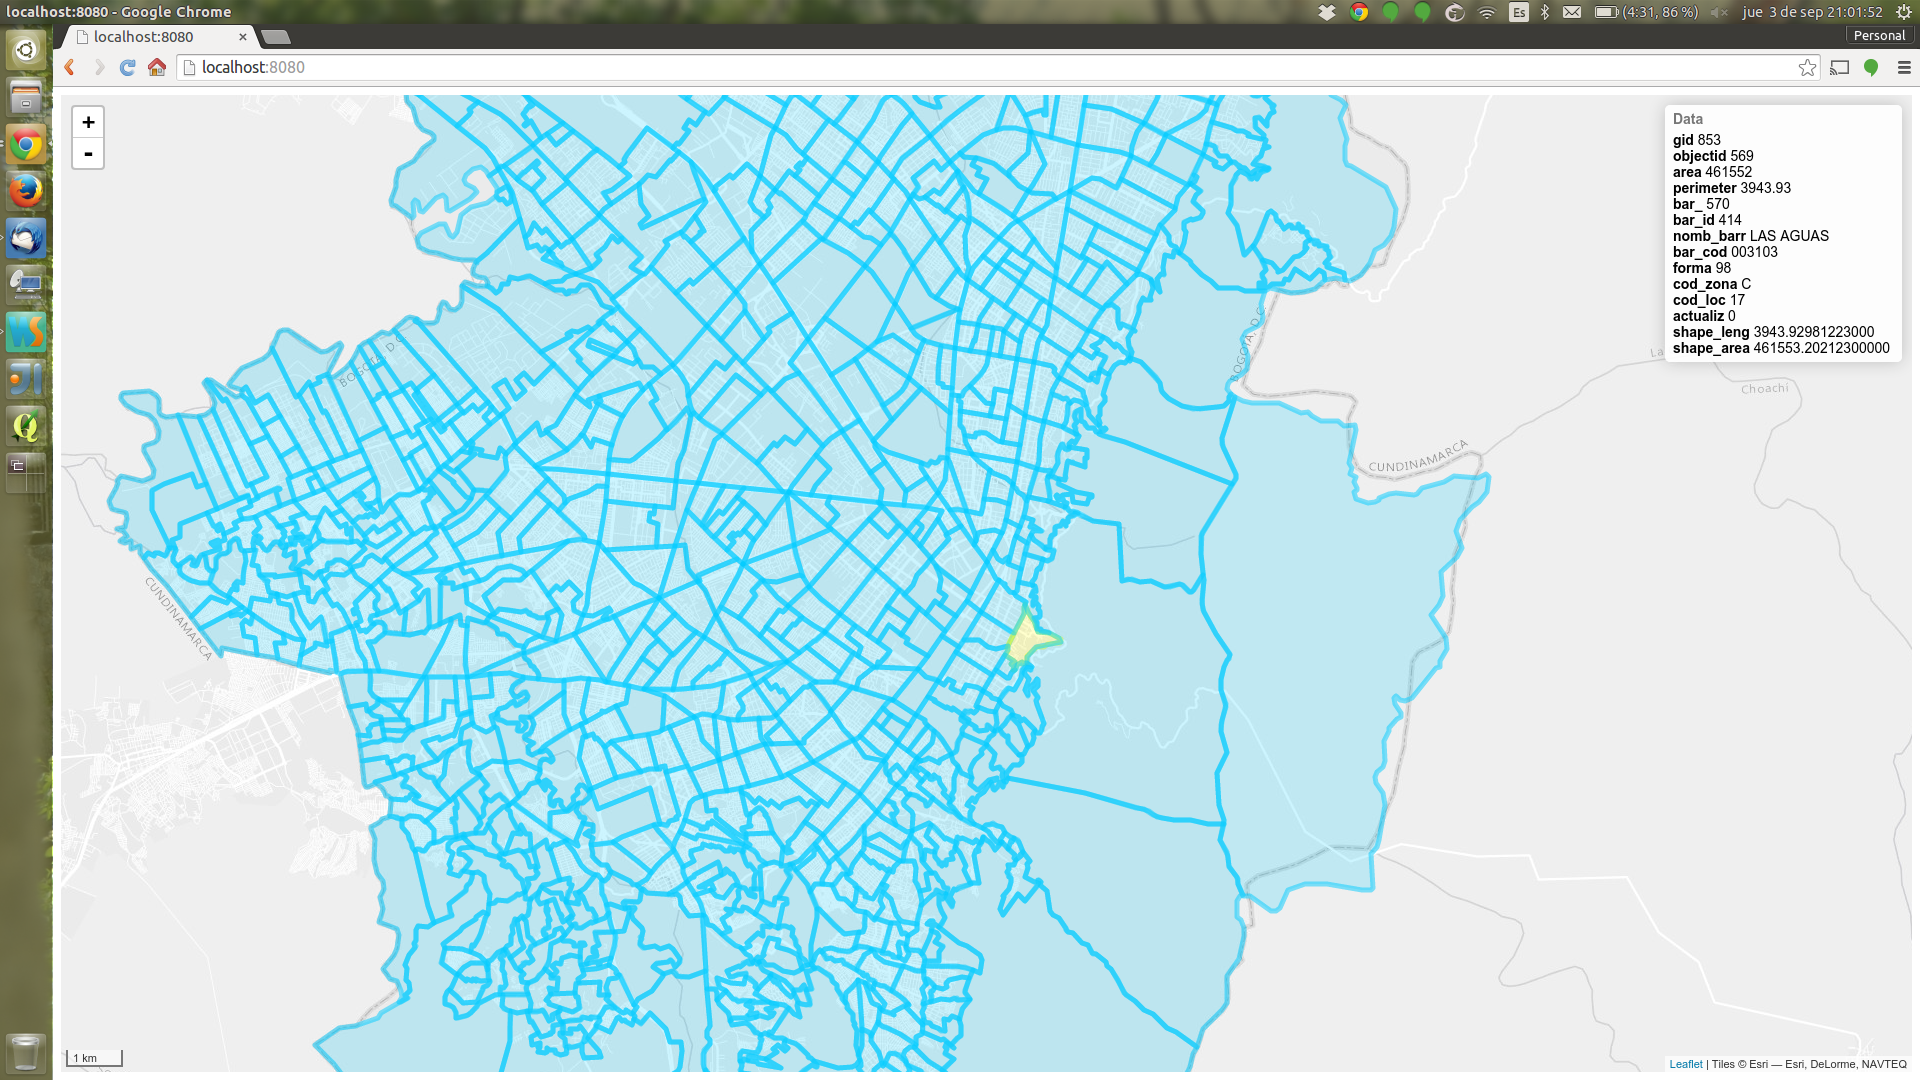 localhost:8080 - Google Chrome
Es
(4:31, 86 %)
jue 3 de sep 21:01:52
localhost:8080
×
Personal
localhost:8080
+
-
Data
gid 853
objectid 569
area 461552
perimeter 3943.93
bar_ 570
bar_id 414
nomb_barr LAS AGUAS
bar_cod 003103
forma 98
cod_zona C
cod_loc 17
actualiz 0
shape_leng 3943.92981223000
shape_area 461553.20212300000
BOGOTA, D.C.
BOGOTA, D.C.
La
Choachi
CUNDINAMARCA
CUNDINAMARCA
1 km
Leaflet | Tiles © Esri — Esri, DeLorme, NAVTEQ